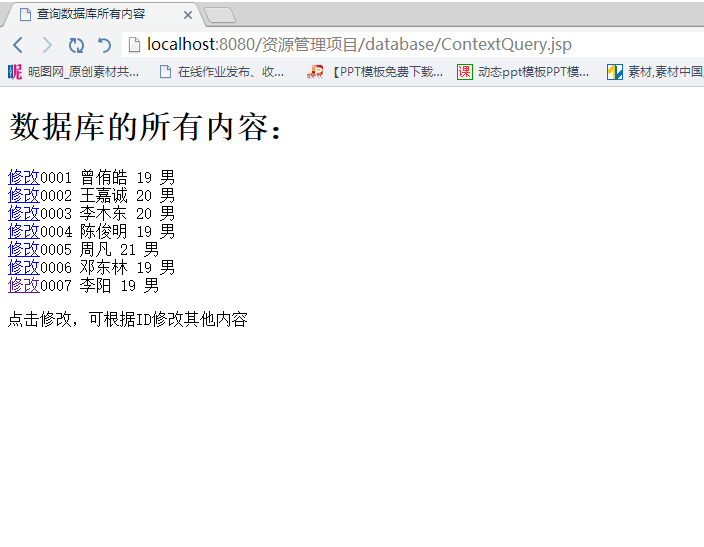 查询数据库所有内容
localhost:8080/资源管理项目/database/ContextQuery.jsp
昵图网_原创素材共... 在线作业发布、收... 【PPT模板免费下载... 课 动态ppt模板PPT模... 素材,素材中国,
数据库的所有内容：
修改0001 曾侑皓 19 男
修改0002 王嘉诚 20 男
修改0003 李木东 20 男
修改0004 陈俊明 19 男
修改0005 周凡 21 男
修改0006 邓东林 19 男
修改0007 李阳 19 男
点击修改，可根据ID修改其他内容